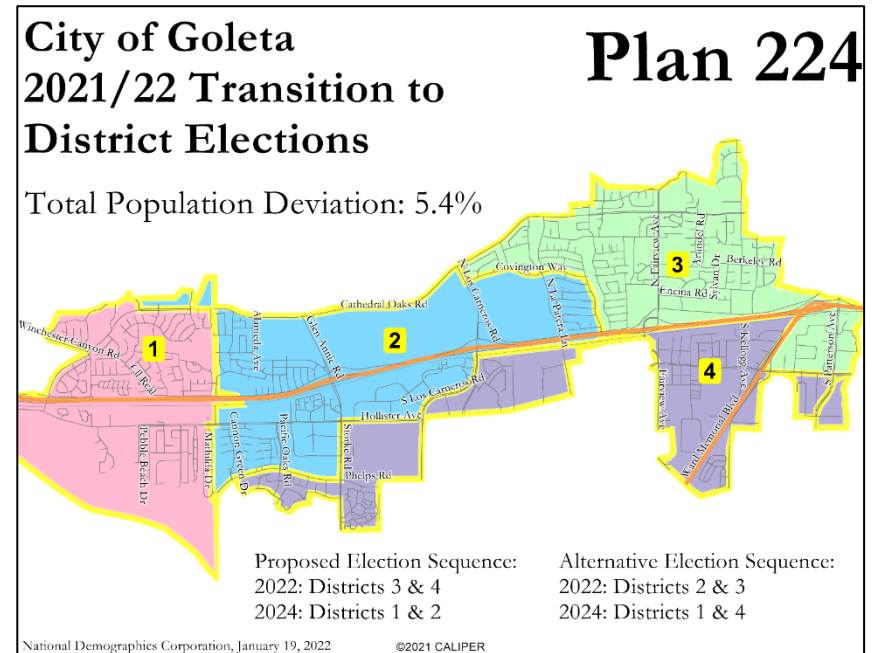 City of Goleta
2021/22 Transition to
District Elections
Plan 224
Total Population Deviation: 5.4%
N Fairview Ave
Arundel Rd
Berkeley Rd
3
Sylvan Dr
Encina Rd
Covington Way
N Los Carneros Rd
N La Patera Ln
Cathedral Oaks Rd
Winchester Canyon Rd
1
Alameda Ave
Glen Annie Rd
2
Cll Real
S Los Carneros Rd
Hollister Ave
S Kellogg Ave
S Patterson Ave
4
Fairview Ave
Ward Memorial Blvd
Pebble Beach Dr
Mathilda Dr
Cannon Green Dr
Pacific Oaks Rd
Storke Rd
Phelps Rd
Proposed Election Sequence:
2022: Districts 3 & 4
2024: Districts 1 & 2
Alternative Election Sequence:
2022: Districts 2 & 3
2024: Districts 1 & 4
National Demographics Corporation, January 19, 2022
©2021 CALIPER